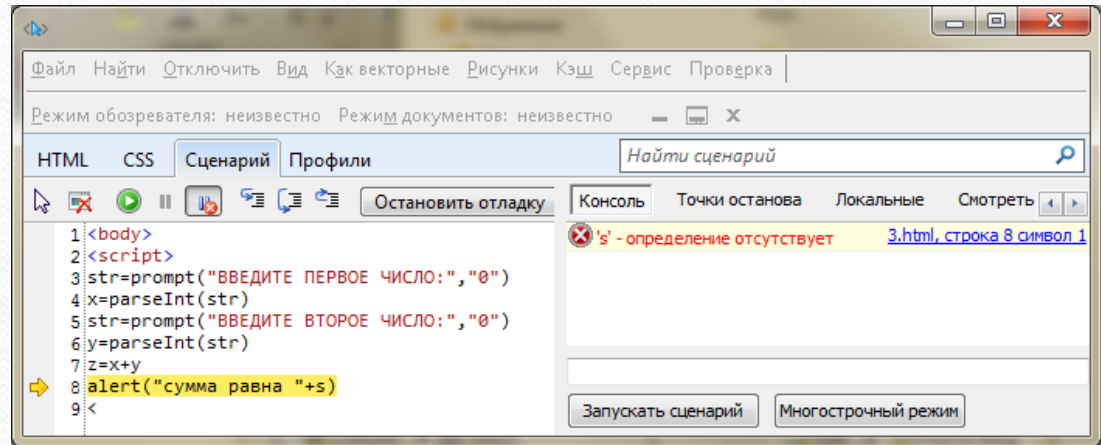 Файл Найти Отключить Вид Как векторные Рисунки Кэш Сервис Проверка
Режим обозревателя: неизвестно Режим документов: неизвестно
HTML CSS Сценарий Профили Найти сценарий
Остановить отладку Консоль Точки останова Локальные Смотреть
1 <body>
2 <script>
3 str=prompt("ВВЕДИТЕ ПЕРВОЕ ЧИСЛО:","0")
4 x=parseInt(str)
5 str=prompt("ВВЕДИТЕ ВТОРОЕ ЧИСЛО:","0")
6 y=parseInt(str)
7 z=x+y
8 alert("сумма равна "+s)
9 <
's' - определение отсутствует 3.html, строка 8 символ 1
Запускать сценарий Многострочный режим